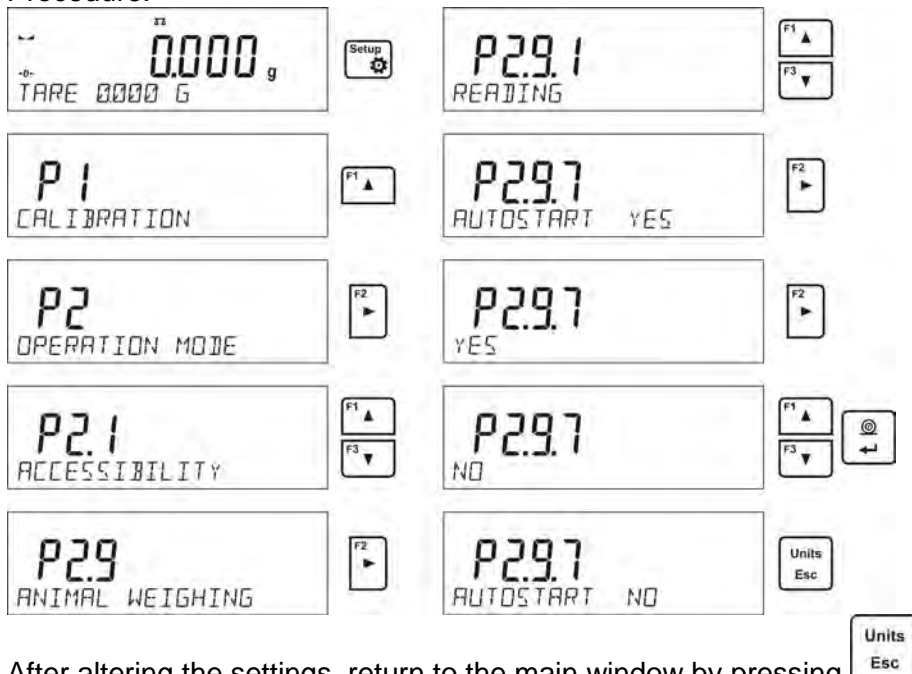 Procedure:
0.000 g
-0-
TARE 0.000 G
Setup
P1
CALIBRATION
F1
P2
OPERATION MODE
F2
P2.1
ACCESSIBILITY
F1
F3
P2.9
ANIMAL WEIGHING
F2
P2.9.1
READING
F1
F3
P2.9.7
AUTOSTART YES
F2
P2.9.7
YES
F2
P2.9.7
NO
F1
F3
P2.9.7
AUTOSTART NO
Units
Esc
After altering the settings, return to the main window by pressing
Units
Esc